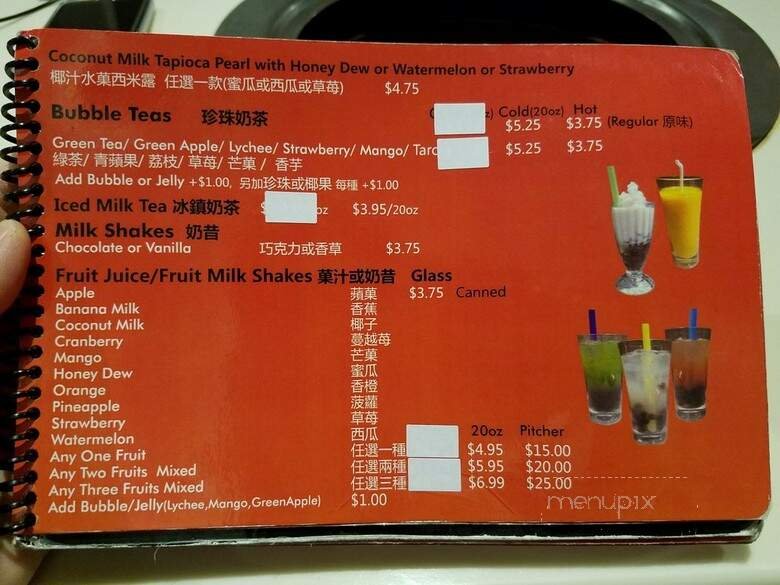 Coconut Milk Tapioca Pearl with Honey Dew or Watermelon or Strawberry
椰汁水菓西米露 任選一款(蜜瓜或西瓜或草莓) $4.75
Bubble Teas 珍珠奶茶 Cold(20oz) Hot
$5.25 $3.75 (Regular 原味)
Green Tea/ Green Apple/ Lychee/ Strawberry/ Mango/ Taro $5.25 $3.75
綠茶/ 青蘋果/ 荔枝/ 草莓/ 芒菓/ 香芋
Add Bubble or Jelly +$1.00, 另加珍珠或椰果 每種 +$1.00
Iced Milk Tea 冰鎮奶茶 oz $3.95/20oz
Milk Shakes 奶昔
Chocolate or Vanilla 巧克力或香草 $3.75
Fruit Juice/Fruit Milk Shakes 菓汁或奶昔 Glass
Apple 蘋菓 $3.75 Canned
Banana Milk 香蕉
Coconut Milk 椰子
Cranberry 蔓越莓
Mango 芒菓
Honey Dew 蜜瓜
Orange 香橙
Pineapple 菠蘿
Strawberry 草莓
Watermelon 西瓜 20oz Pitcher
Any One Fruit 任選一種 $4.95 $15.00
Any Two Fruits Mixed 任選兩種 $5.95 $20.00
Any Three Fruits Mixed 任選三種 $6.99 $25.00
Add Bubble/Jelly(Lychee,Mango,GreenApple) $1.00
menupix